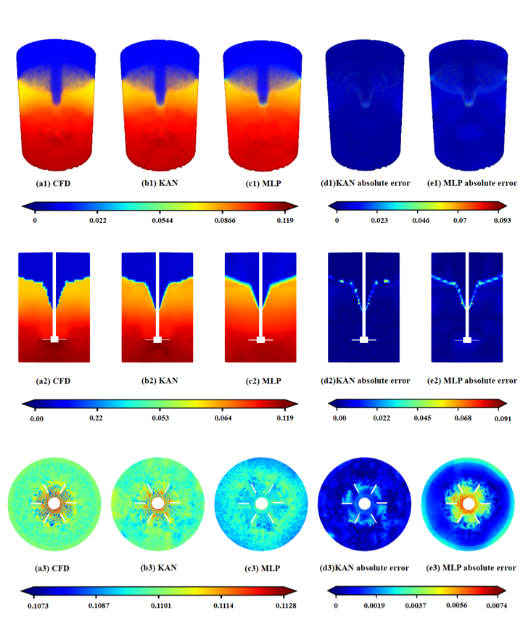 (a1) CFD (b1) KAN (c1) MLP (d1)KAN absolute error (e1) MLP absolute error
0 0.022 0.0544 0.0866 0.119 0 0.023 0.046 0.07 0.093
(a2) CFD (b2) KAN (c2) MLP (d2)KAN absolute error (e2) MLP absolute error
0.00 0.22 0.053 0.064 0.119 0.00 0.022 0.045 0.068 0.091
(a3) CFD (b3) KAN (c3) MLP (d3)KAN absolute error (e3) MLP absolute error
0.1073 0.1087 0.1101 0.1114 0.1128 0 0.0019 0.0037 0.0056 0.0074